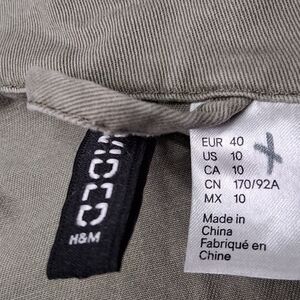 H&M
EUR 40
US 10
CA 10
CN 170/92A
MX 10
Made in
China
Fabriqué en
Chine